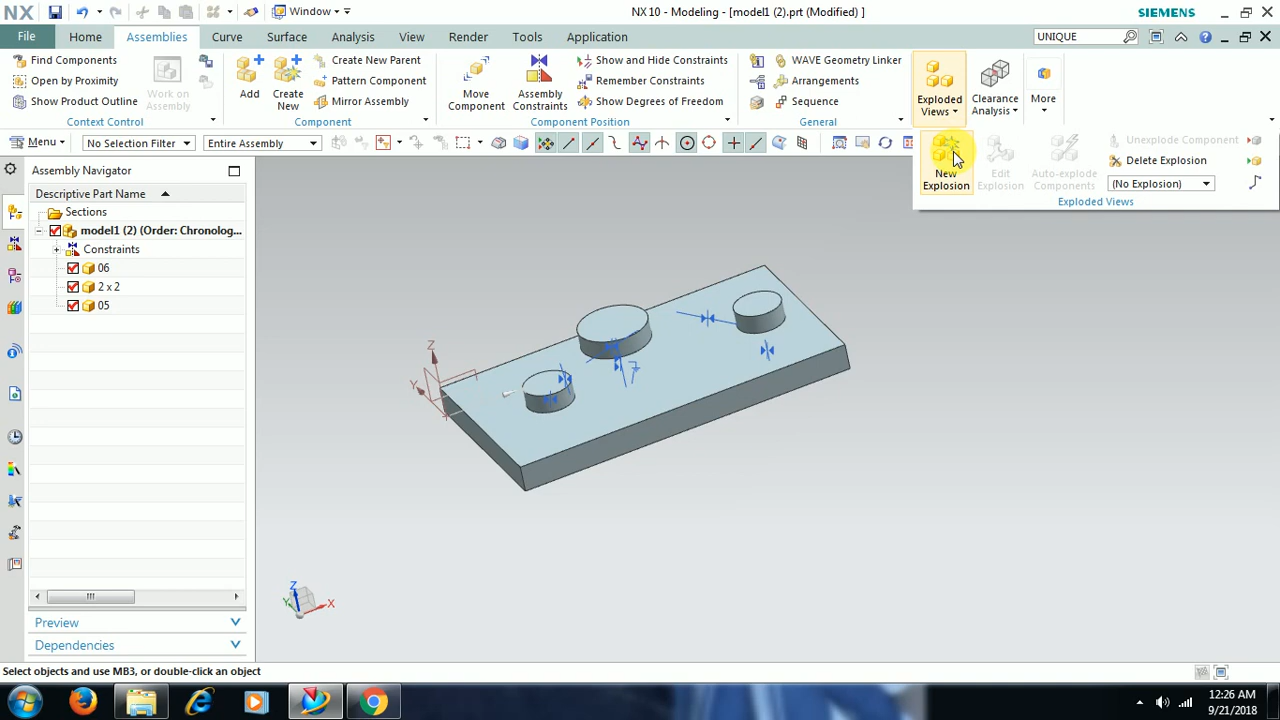 NX
Window
NX 10 - Modeling - [model1 (2).prt (Modified) ]
SIEMENS
File
Home
Assemblies
Curve
Surface
Analysis
View
Render
Tools
Application
UNIQUE
Find Components
Open by Proximity
Show Product Outline
Work on Assembly
Context Control
Add
Create New
Create New Parent
Pattern Component
Mirror Assembly
Component
Move Component
Assembly Constraints
Show and Hide Constraints
Remember Constraints
Show Degrees of Freedom
Component Position
WAVE Geometry Linker
Arrangements
Sequence
General
Exploded Views
Clearance Analysis
More
Menu
No Selection Filter
Entire Assembly
New Explosion
Edit Explosion
Auto-explode Components
Unexplode Component
Delete Explosion
(No Explosion)
Exploded Views
Assembly Navigator
Descriptive Part Name
Sections
model1 (2) (Order: Chronolog...
Constraints
06
2 x 2
05
Z
Y
Z
Y
X
Preview
Dependencies
Select objects and use MB3, or double-click an object
12:26 AM
9/21/2018